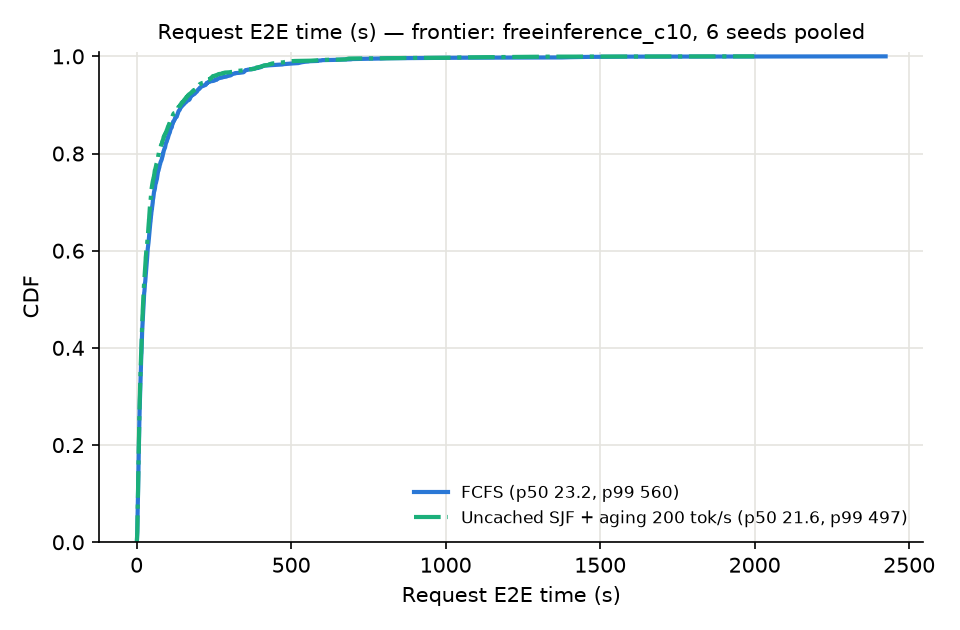 Request E2E time (s) — frontier: freeinference_c10, 6 seeds pooled
1.0
0.8
0.6
0.4
0.2
0.0
CDF
FCFS (p50 23.2, p99 560)
Uncached SJF + aging 200 tok/s (p50 21.6, p99 497)
0 500 1000 1500 2000 2500
Request E2E time (s)